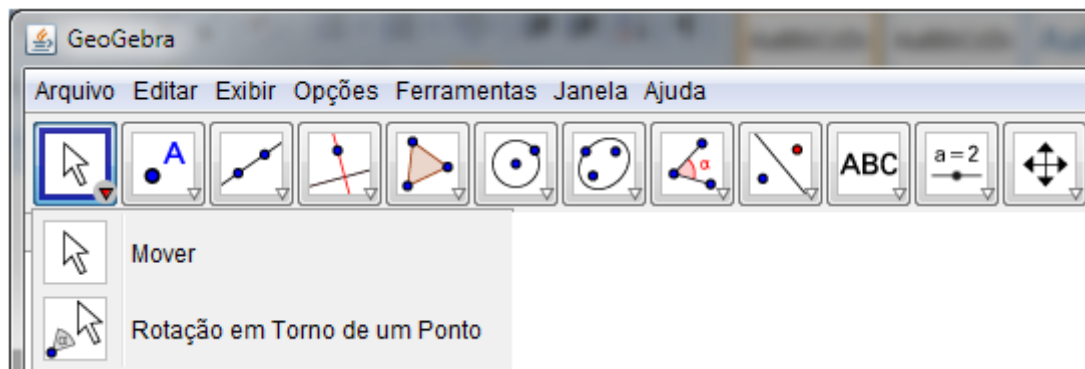 GeoGebra
Arquivo Editar Exibir Opções Ferramentas Janela Ajuda
A α ABC a=2
Mover
α
Rotação em Torno de um Ponto